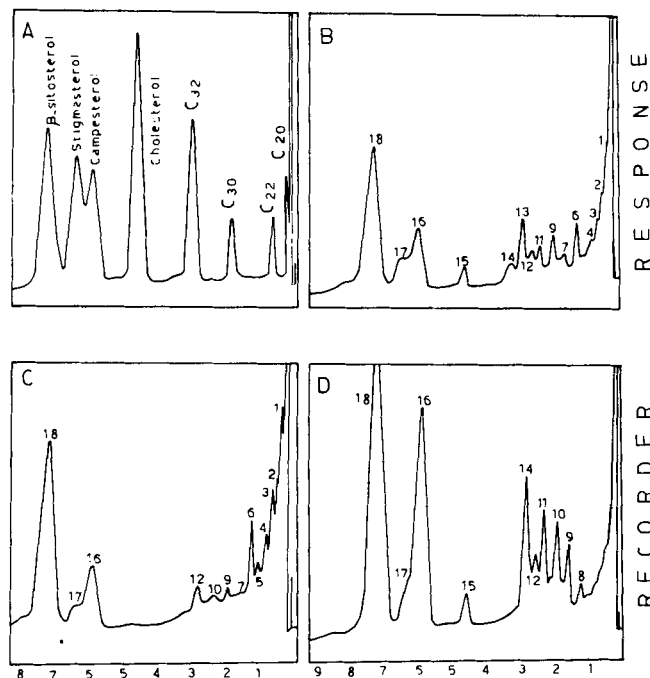 A
β-sitosterol
Stigmasterol
Campesterol
Cholesterol
C32
C30
C22
C20
B
18
17
16
15
14
13
12
11
9
7
6
4
3
2
1
RESPONSE
C
18
17
16
12
10
9
7
6
5
4
3
2
1
8 7 5 5 4 3 2 1
D
18
17
16
15
14
12
11
10
9
8
9 8 7 5 5 4 3 2 1
RECORDER